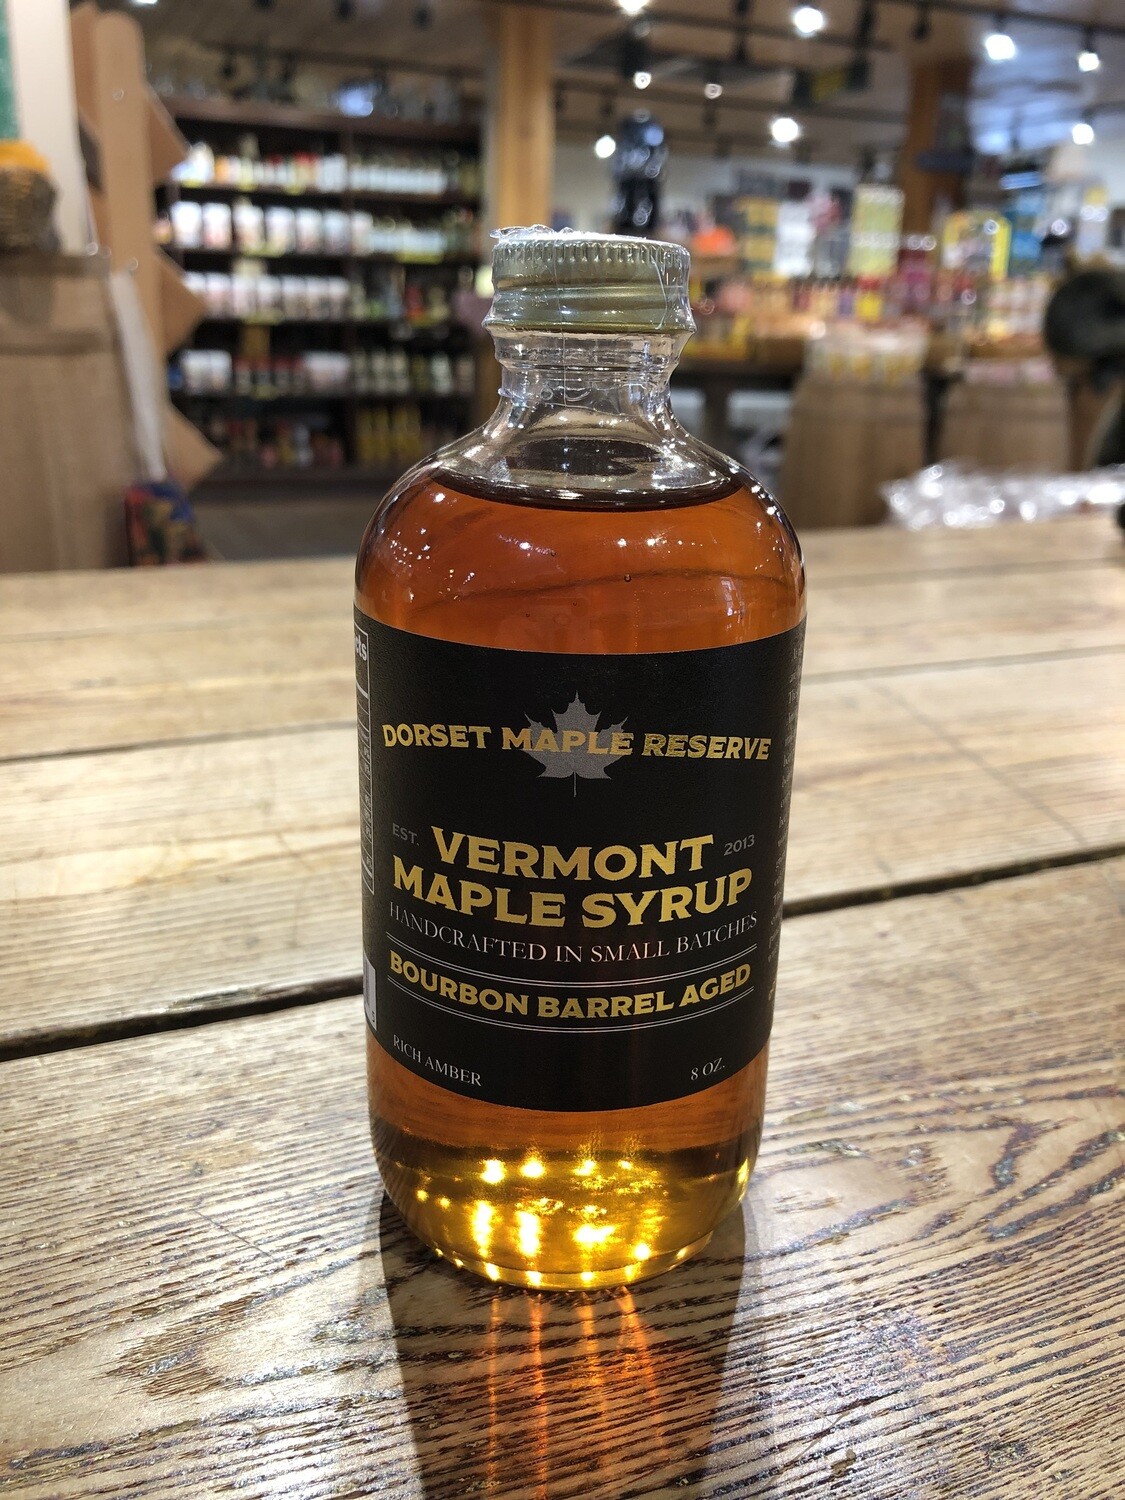 DORSET MAPLE RESERVE
EST. VERMONT 2013
MAPLE SYRUP
HANDCRAFTED IN SMALL BATCHES
BOURBON BARREL AGED
RICH AMBER 8 OZ.